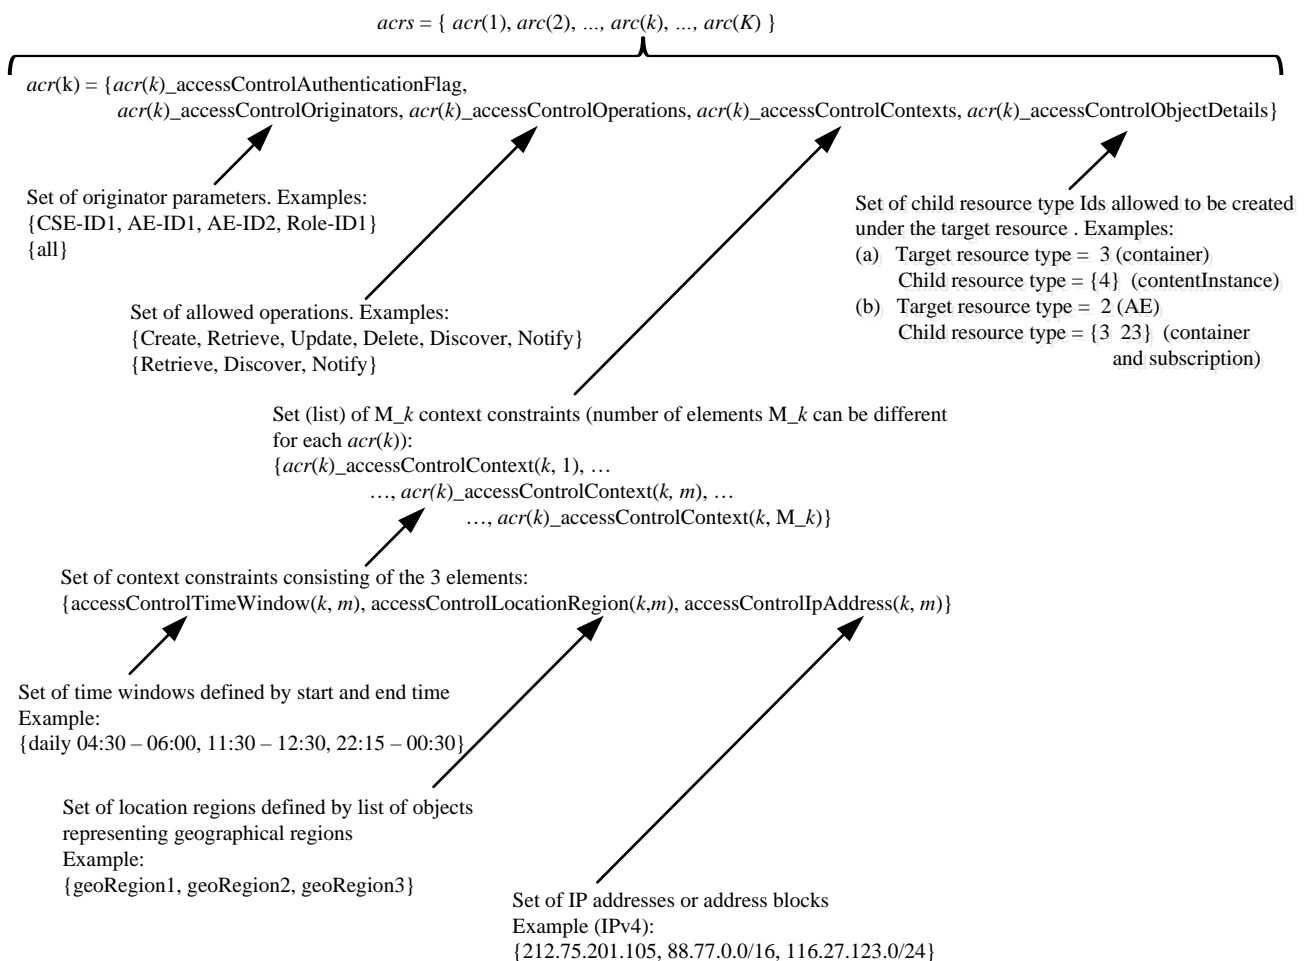 acrs = { acr(1), arc(2), ..., arc(k), ..., arc(K) }
acr(k) = {acr(k)_accessControlAuthenticationFlag,
acr(k)_accessControlOriginators, acr(k)_accessControlOperations, acr(k)_accessControlContexts, acr(k)_accessControlObjectDetails}
Set of originator parameters. Examples:
{CSE-ID1, AE-ID1, AE-ID2, Role-ID1}
{all}
Set of child resource type Ids allowed to be created
under the target resource . Examples:
(a) Target resource type = 3 (container)
Child resource type = {4} (contentInstance)
(b) Target resource type = 2 (AE)
Child resource type = {3 23} (container
and subscription)
Set of allowed operations. Examples:
{Create, Retrieve, Update, Delete, Discover, Notify}
{Retrieve, Discover, Notify}
Set (list) of M_k context constraints (number of elements M_k can be different
for each acr(k)):
{acr(k)_accessControlContext(k, 1), …
…, acr(k)_accessControlContext(k, m), …
…, acr(k)_accessControlContext(k, M_k)}
Set of context constraints consisting of the 3 elements:
{accessControlTimeWindow(k, m), accessControlLocationRegion(k,m), accessControlIpAddress(k, m)}
Set of time windows defined by start and end time
Example:
{daily 04:30 – 06:00, 11:30 – 12:30, 22:15 – 00:30}
Set of location regions defined by list of objects
representing geographical regions
Example:
{geoRegion1, geoRegion2, geoRegion3}
Set of IP addresses or address blocks
Example (IPv4):
{212.75.201.105, 88.77.0.0/16, 116.27.123.0/24}